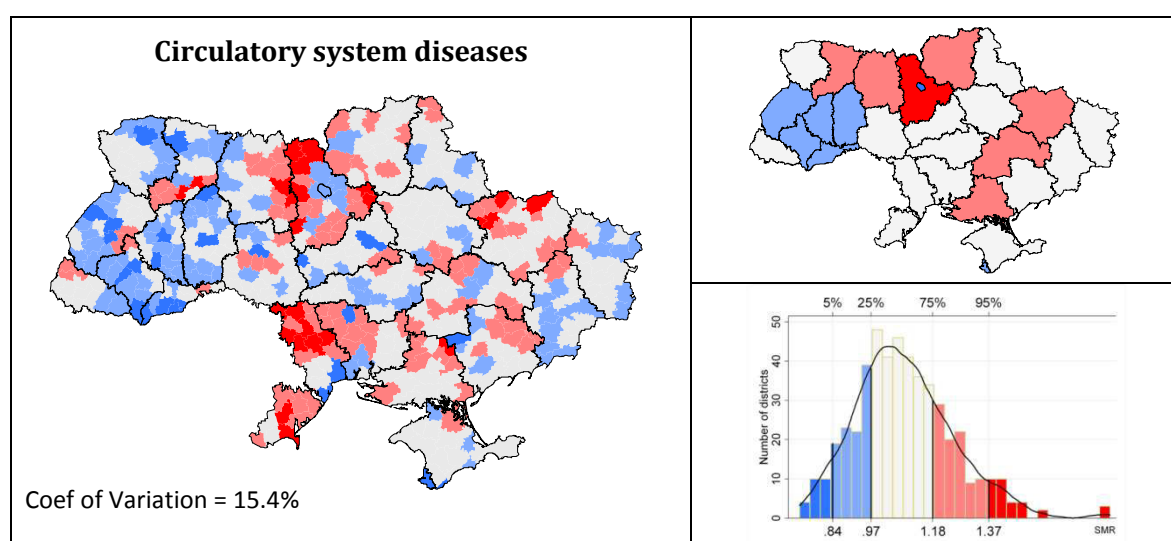 Circulatory system diseases
Coef of Variation = 15.4%
5% 25% 75% 95%
50
40
30
20
10
0
Number of districts
.84 .97 1.18 1.37 SMR